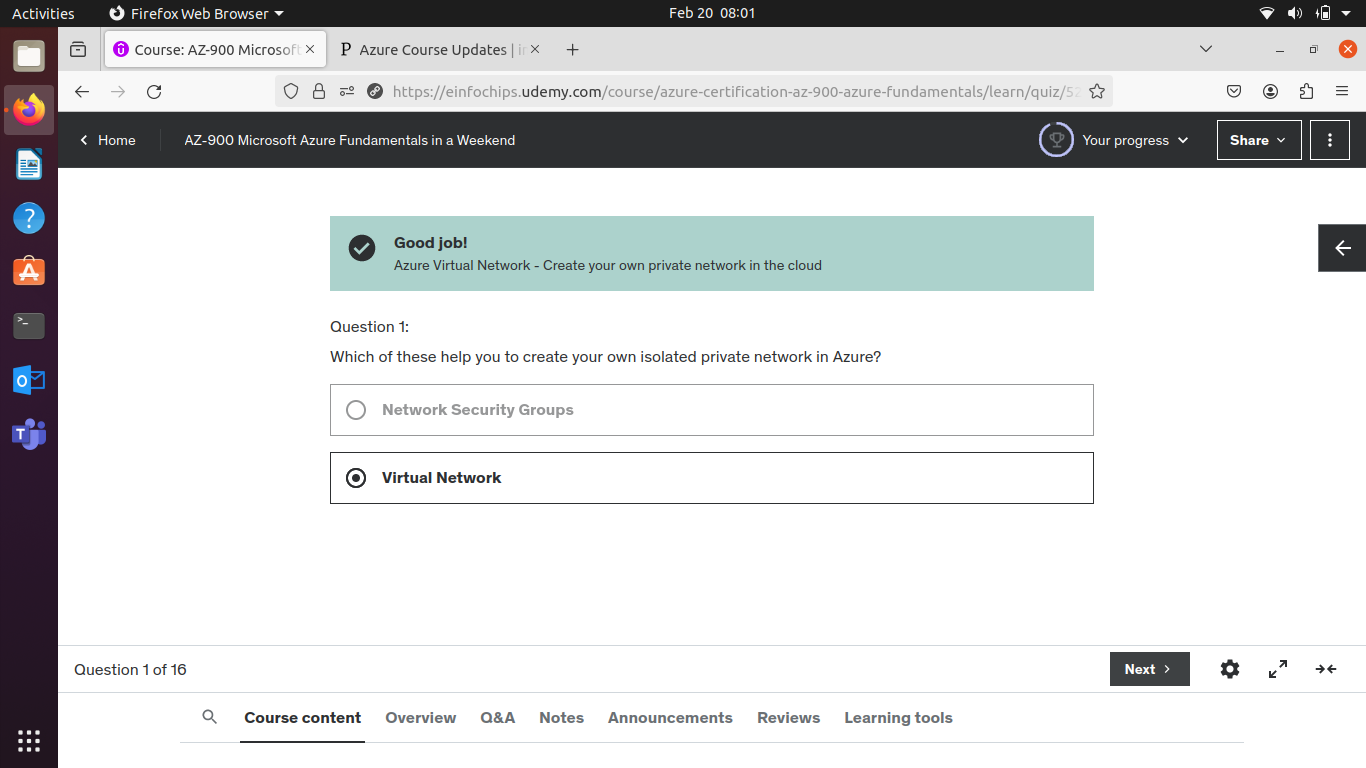 Activities Firefox Web Browser Feb 20 08:01
Course: AZ-900 Microsoft Azure Course Updates | in
https://einfochips.udemy.com/course/azure-certification-az-900-azure-fundamentals/learn/quiz/52
Home AZ-900 Microsoft Azure Fundamentals in a Weekend Your progress Share
Good job!
Azure Virtual Network - Create your own private network in the cloud
Question 1:
Which of these help you to create your own isolated private network in Azure?
Network Security Groups
Virtual Network
Question 1 of 16 Next
Course content Overview Q&A Notes Announcements Reviews Learning tools